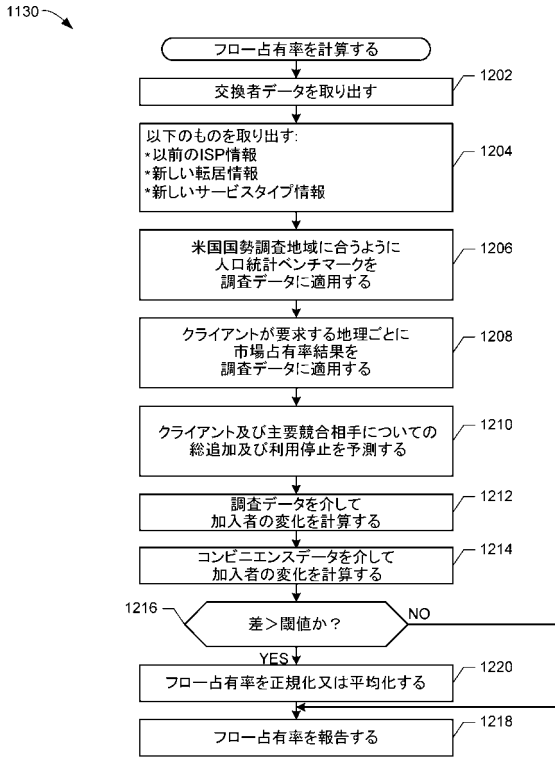 1130
フロー占有率を計算する
1202
交換者データを取り出す
1204
以下のものを取り出す:
*以前のISP情報
*新しい転居情報
*新しいサービスタイプ情報
1206
米国国勢調査地域に合うように
人口統計ベンチマークを
調査データに適用する
1208
クライアントが要求する地理ごとに
市場占有率結果を
調査データに適用する
1210
クライアント及び主要競合相手についての
総追加及び利用停止を予測する
1212
調査データを介して
加入者の変化を計算する
1214
コンビニエンスデータを介して
加入者の変化を計算する
1216
差＞閾値か？
NO
YES
1220
フロー占有率を正規化又は平均化する
1218
フロー占有率を報告する